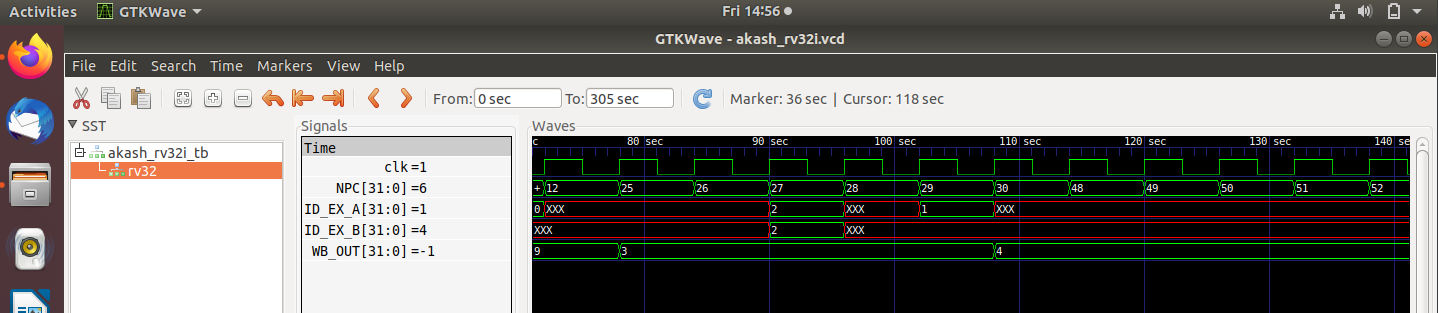 Activities GTKWave Fri 14:56
GTKWave - akash_rv32i.vcd
File Edit Search Time Markers View Help
From: 0 sec To: 305 sec Marker: 36 sec | Cursor: 118 sec
SST
akash_rv32i_tb
rv32
Signals
Time
clk =1
NPC[31:0] =6
ID_EX_A[31:0] =1
ID_EX_B[31:0] =4
WB_OUT[31:0] =-1
Waves
c 80 sec 90 sec 100 sec 110 sec 120 sec 130 sec 140 se
+ 12 25 26 27 28 29 30 48 49 50 51 52
0 XXX 2 XXX 1 XXX
XXX 2 XXX
9 3 4